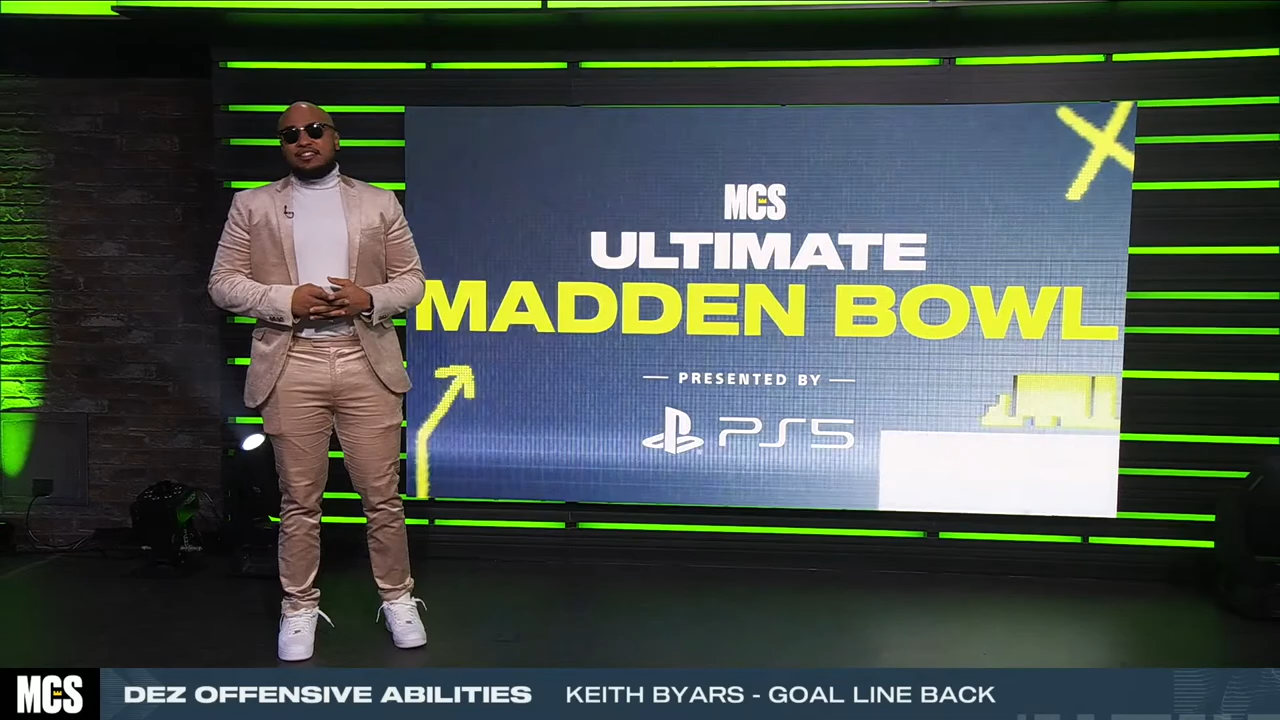 MCS
ULTIMATE
MADDEN BOWL
PRESENTED BY
PS5
MCS
DEZ OFFENSIVE ABILITIES KEITH BYARS - GOAL LINE BACK